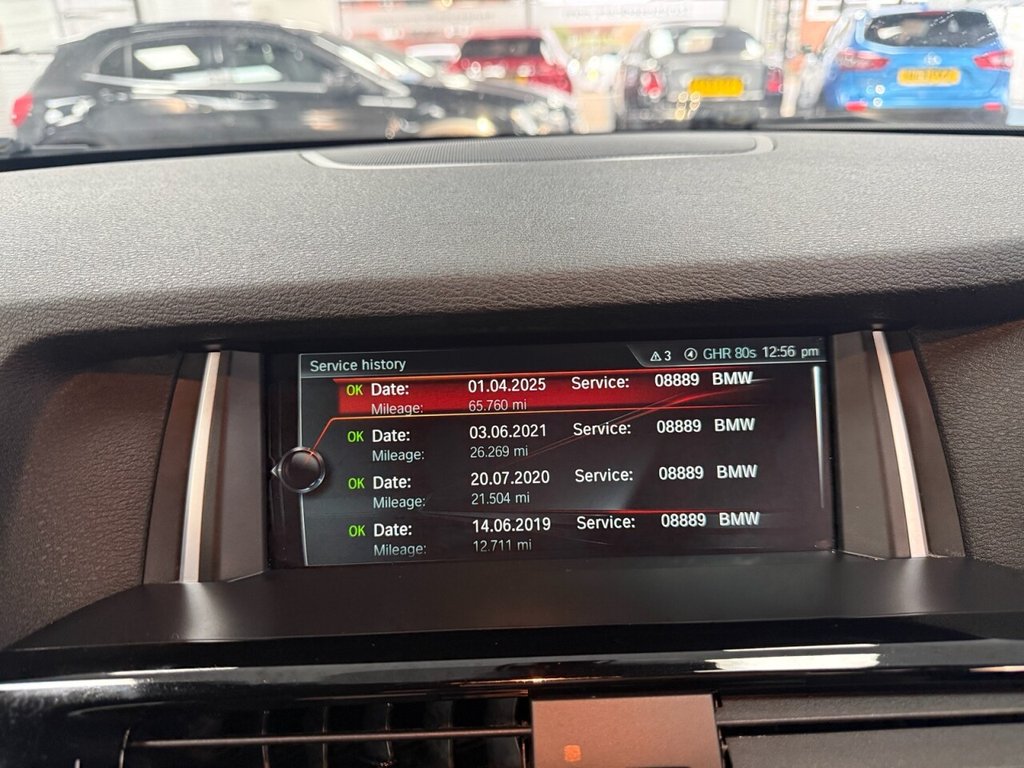 Service history ⚠3 GHR 80s 12:56 pm
OK Date: 01.04.2025 Service: 08889 BMW
Mileage: 65.760 mi
OK Date: 03.06.2021 Service: 08889 BMW
Mileage: 26.269 mi
OK Date: 20.07.2020 Service: 08889 BMW
Mileage: 21.504 mi
OK Date: 14.06.2019 Service: 08889 BMW
Mileage: 12.711 mi